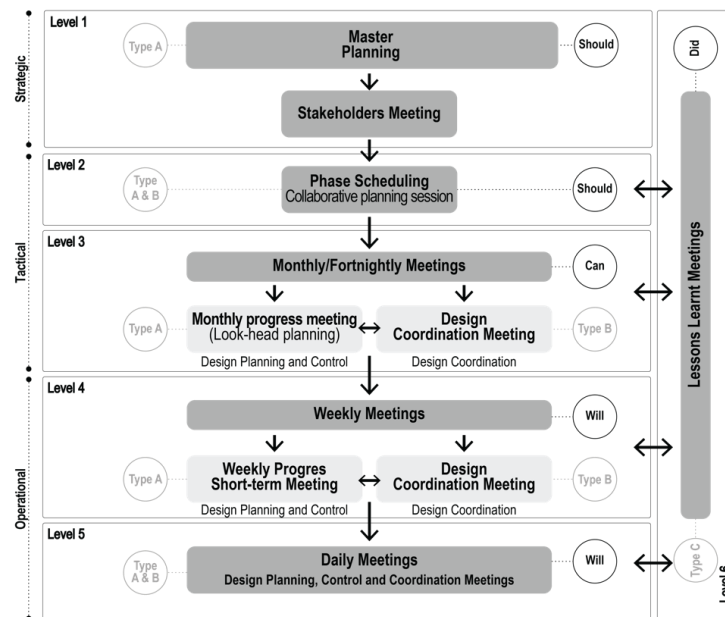 Strategic
Level 1
Type A
Master
Planning
Should
Stakeholders Meeting
Tactical
Level 2
Type
A & B
Phase Scheduling
Collaborative planning session
Should
Level 3
Monthly/Fortnightly Meetings
Can
Type A
Monthly progress meeting
(Look-head planning)
Design
Coordination Meeting
Type B
Design Planning and Control
Design Coordination
Operational
Level 4
Weekly Meetings
Will
Type A
Weekly Progres
Short-term Meeting
Design
Coordination Meeting
Type B
Design Planning and Control
Design Coordination
Level 5
Type
A & B
Daily Meetings
Design Planning, Control and Coordination Meetings
Will
Did
Lessons Learnt Meetings
Type C
Level 6